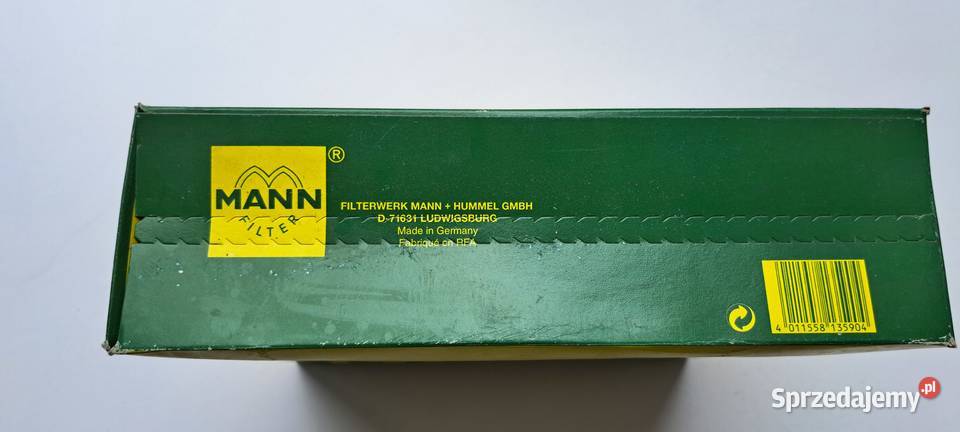 MANN
FILTER
®
FILTERWERK MANN + HUMMEL GMBH
D-71631 LUDWIGSBURG
Made in Germany
Fabriqué en RFA
4 011558 135904
Sprzedajemy.pl